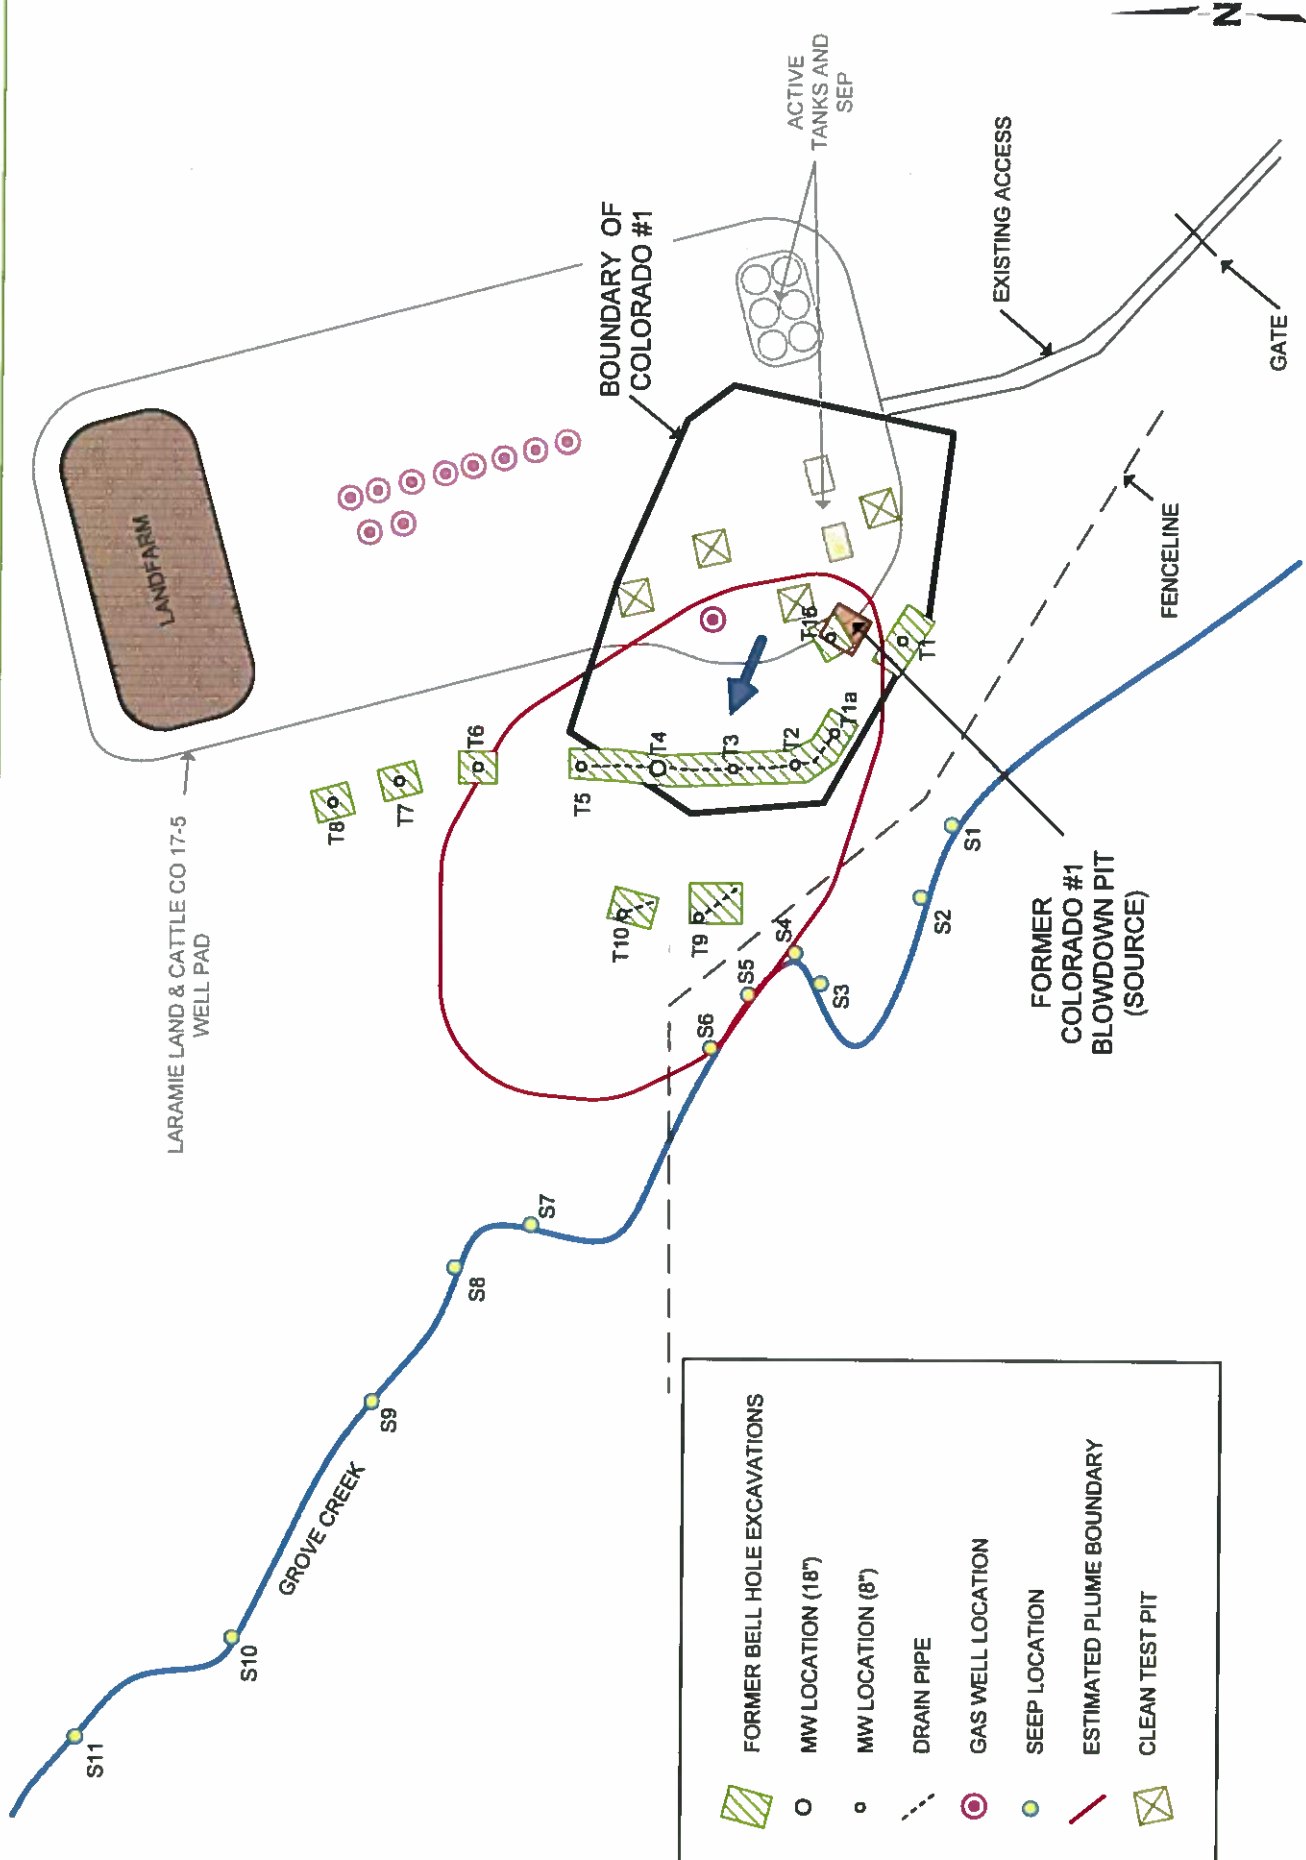 LARAMIE LAND & CATTLE CO 17-5
WELL PAD
LANDFARM
BOUNDARY OF
COLORADO #1
ACTIVE
TANKS AND
SEP
N
EXISTING ACCESS
GATE
FENCELINE
T8
T7
T6
T5
T4
T3
T2
T1a
T1b
T1
T10
T9
S1
S2
S3
S4
S5
S6
S7
S8
S9
S10
S11
GROVE CREEK
FORMER
COLORADO #1
BLOWDOWN PIT
(SOURCE)
FORMER BELL HOLE EXCAVATIONS
MW LOCATION (18")
MW LOCATION (8")
DRAIN PIPE
GAS WELL LOCATION
SEEP LOCATION
ESTIMATED PLUME BOUNDARY
CLEAN TEST PIT